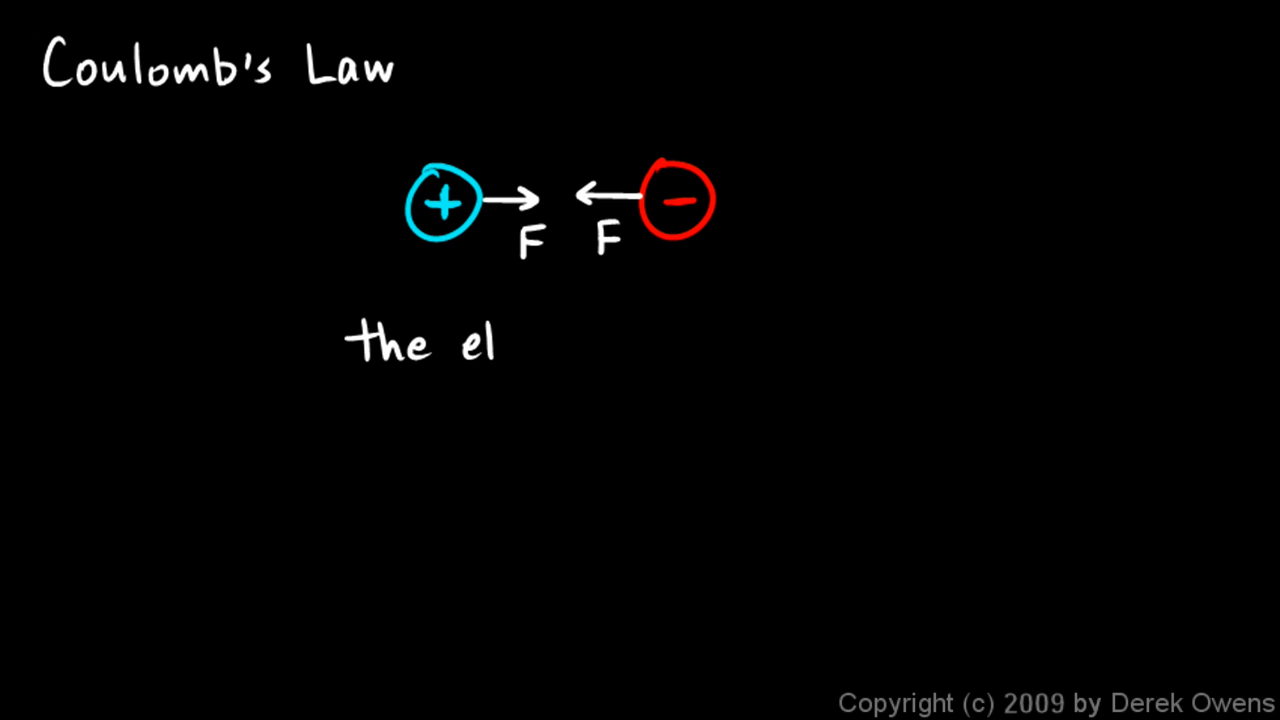 Coulomb's Law
+ F F -
the el
Copyright (c) 2009 by Derek Owens